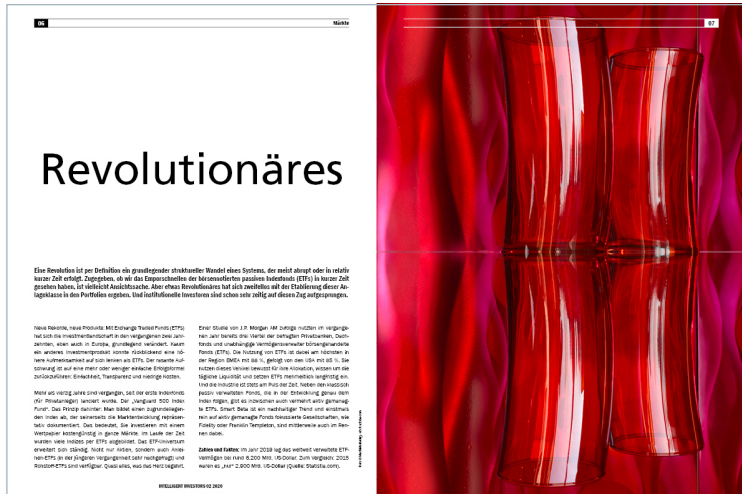 06
Märkte
07
Revolutionäres
Eine Revolution ist per Definition ein grundlegender struktureller Wandel eines Systems, der meist abrupt oder in relativ
kurzer Zeit erfolgt. Zugegeben, ob wir das Emporschnellen der börsennotierten passiven Indexfonds (ETFs) in kurzer Zeit
gesehen haben, ist vielleicht Ansichtssache. Aber etwas Revolutionäres hat sich zweifellos mit der Etablierung dieser An-
lageklasse in den Portfolien ergeben. Und institutionelle Investoren sind schon sehr zeitig auf diesen Zug aufgesprungen.
Neue Rekorde, neue Produkte: Mit Exchange Traded Funds (ETFs)
hat sich die Investmentlandschaft in den vergangenen zwei Jahr-
zehnten, eben auch in Europa, grundlegend verändert. Kaum
ein anderes Investmentprodukt konnte rückblickend eine hö-
here Aufmerksamkeit auf sich lenken als ETFs. Der rasante Auf-
schwung ist auf eine mehr oder weniger einfache Erfolgsformel
zurückzuführen: Einfachheit, Transparenz und niedrige Kosten.
Mehr als vierzig Jahre sind vergangen, seit der erste Indexfonds
(für Privatanleger) lanciert wurde. Der „Vanguard 500 Index
Fund“. Das Prinzip dahinter: Man bildet einen zugrundeliegen-
den Index ab, der seinerseits die Marktentwicklung repräsen-
tativ dokumentiert. Das bedeutet, Sie investieren mit einem
Wertpapier kostengünstig in ganze Märkte. Im Laufe der Zeit
wurden viele Indizes per ETFs abgebildet. Das ETF-Universum
erweitert sich ständig. Nicht nur Aktien, sondern auch Anlei-
hen-ETFs (in der jüngeren Vergangenheit sehr nachgefragt) und
Rohstoff-ETFs sind verfügbar. Quasi alles, was das Herz begehrt.
Einer Studie von J.P. Morgan AM zufolge nutzten im vergange-
nen Jahr bereits drei Viertel der befragten Privatbanken, Dach-
fonds und unabhängige Vermögensverwalter börsengehandelte
Fonds (ETFs). Die Nutzung von ETFs ist dabei am höchsten in
der Region EMEA mit 88 %, gefolgt von den USA mit 85 %. Sie
nutzen dieses Vehikel bewusst für ihre Allokation, wissen um die
tägliche Liquidität und setzen ETFs mehrheitlich langfristig ein.
Und die Industrie ist stets am Puls der Zeit. Neben den klassisch
passiv verwalteten Fonds, die in der Entwicklung genau dem
Index folgen, gibt es inzwischen auch vermehrt aktiv gemanag-
te ETFs. Smart Beta ist ein nachhaltiger Trend und einstmals
rein auf aktiv gemanagte Fonds fokussierte Gesellschaften, wie
Fidelity oder Franklin Templeton, sind mittlerweile auch im Ren-
nen dabei.
Zahlen und Fakten: Im Jahr 2019 lag das weltweit verwaltete ETF-
Vermögen bei rund 6.200 Mrd. US-Dollar. Zum Vergleich: 2015
waren es „nur“ 2.900 Mrd. US-Dollar (Quelle: Statista.com).
INTELLIGENT INVESTORS 02 2020